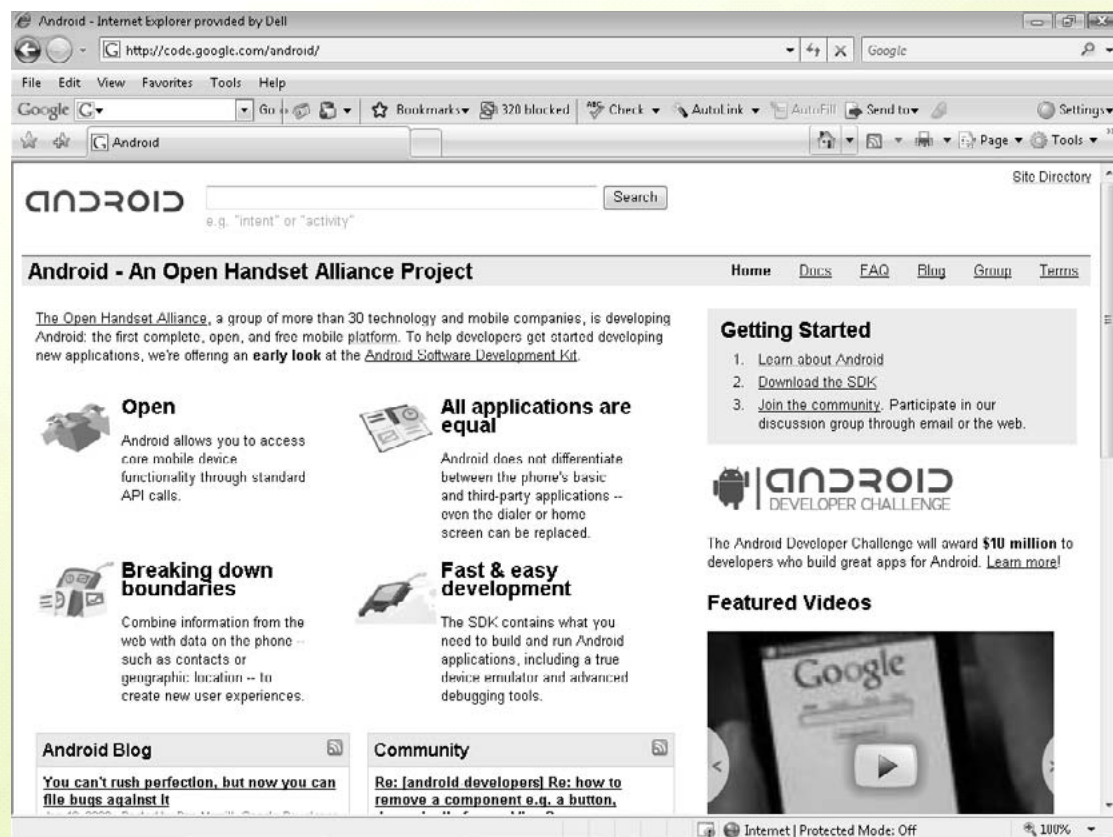 Android - Internet Explorer provided by Dell
http://code.google.com/android/
Google
File Edit View Favorites Tools Help
Google G Go Bookmarks 320 blocked Check AutoLink AutoFill Send to Settings
Android
Page Tools
Site Directory
ANDROID
Search
e.g. "intent" or "activity"
Android - An Open Handset Alliance Project
Home Docs FAQ Blog Group Terms
The Open Handset Alliance, a group of more than 30 technology and mobile companies, is developing
Android: the first complete, open, and free mobile platform. To help developers get started developing
new applications, we're offering an early look at the Android Software Development Kit.
Open
Android allows you to access
core mobile device
functionality through standard
API calls.
All applications are
equal
Android does not differentiate
between the phone's basic
and third-party applications --
even the dialer or home
screen can be replaced.
Breaking down
boundaries
Combine information from the
web with data on the phone --
such as contacts or
geographic location -- to
create new user experiences.
Fast & easy
development
The SDK contains what you
need to build and run Android
applications, including a true
device emulator and advanced
debugging tools.
Android Blog
You can't rush perfection, but now you can
file bugs against it
Community
Re: [android developers] Re: how to
remove a component e.g. a button,
Getting Started
1. Learn about Android
2. Download the SDK
3. Join the community. Participate in our
discussion group through email or the web.
ANDROID
DEVELOPER CHALLENGE
The Android Developer Challenge will award $10 million to
developers who build great apps for Android. Learn more!
Featured Videos
Google
Internet | Protected Mode: Off
100%